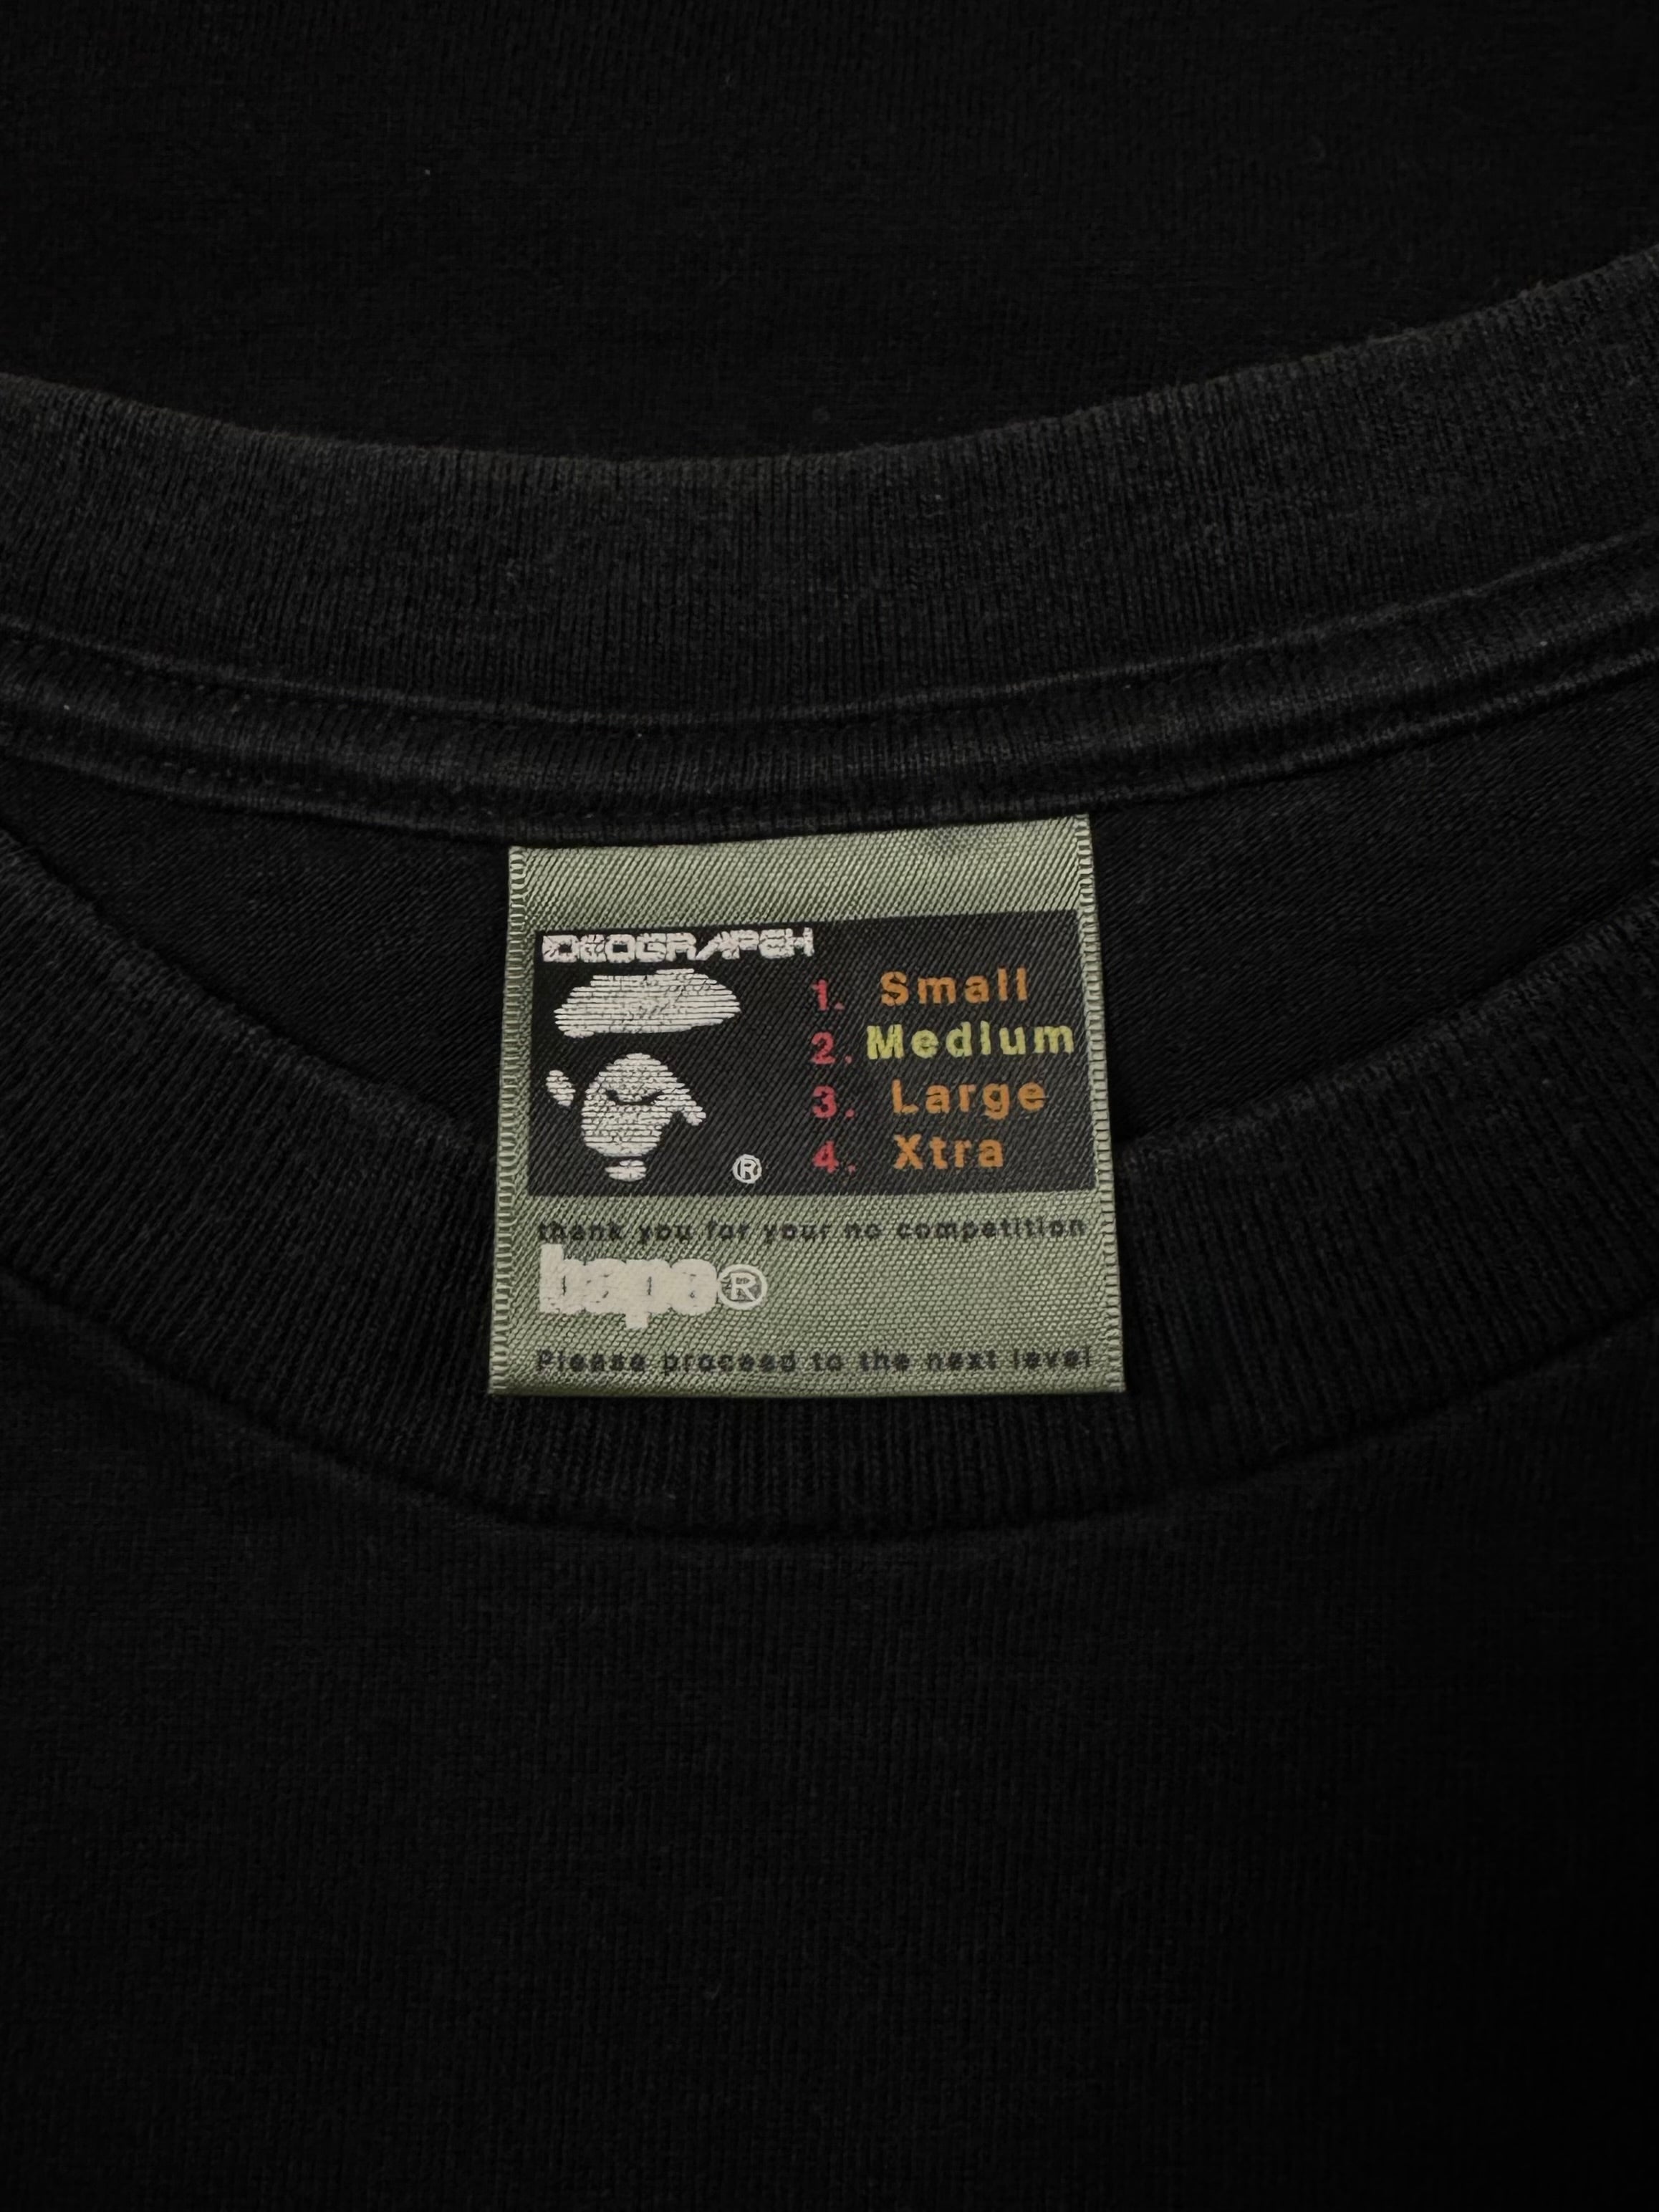 IDEOGRAPEH
1. Small
2. Medium
3. Large
4. Xtra
®
thank you for your no competition
bape®
Please proceed to the next level